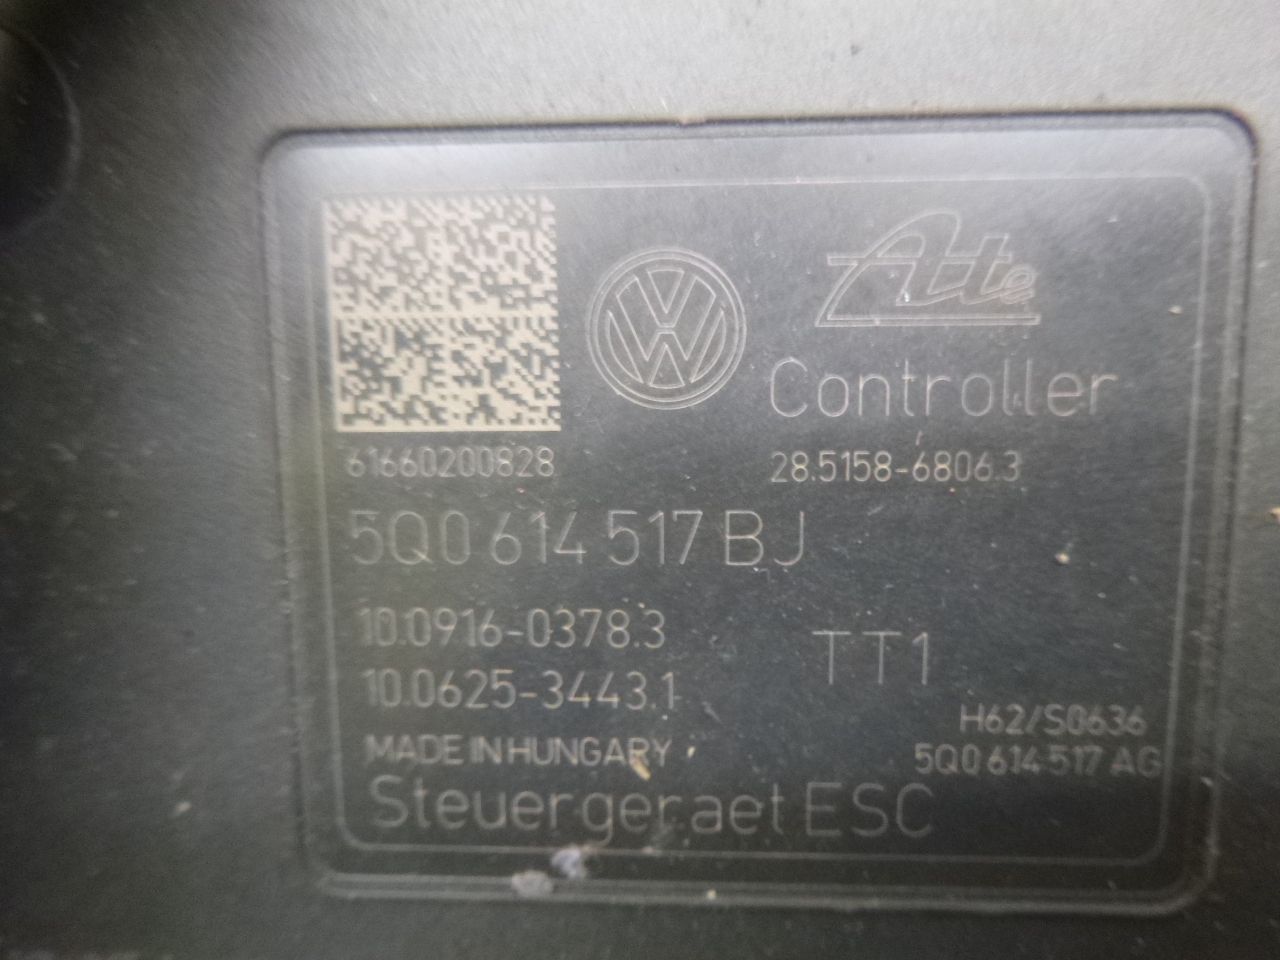 Ate
Controller
61660200828
28.5158-6806.3
5Q0 614 517 BJ
10.0916-0378.3
TT1
10.0625-3443.1
H62/S0636
MADE IN HUNGARY
5Q0 614 517 AG
Steuergeraet ESC